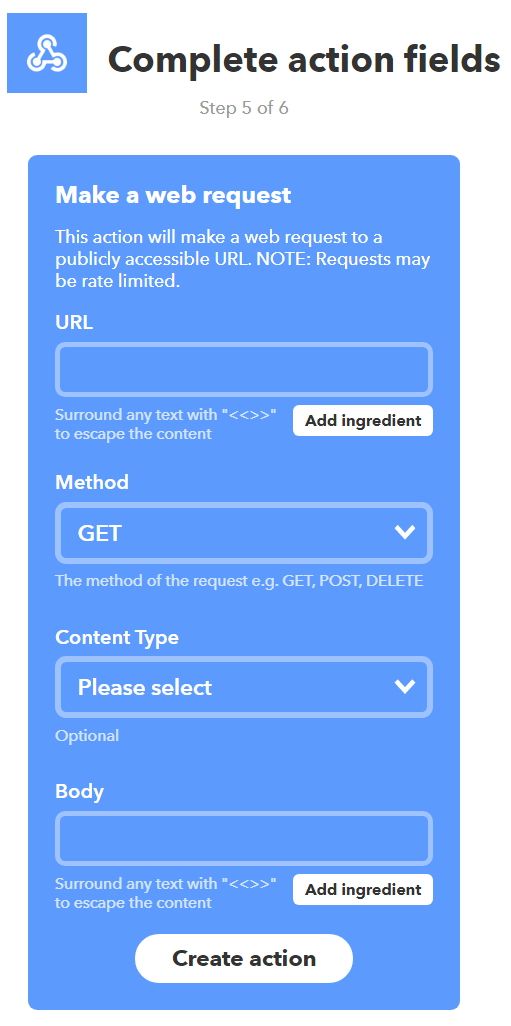 Complete action fields
Step 5 of 6
Make a web request
This action will make a web request to a
publicly accessible URL. NOTE: Requests may
be rate limited.
URL
Surround any text with "<<>>"
to escape the content
Add ingredient
Method
GET
The method of the request e.g. GET, POST, DELETE
Content Type
Please select
Optional
Body
Surround any text with "<<>>"
to escape the content
Add ingredient
Create action